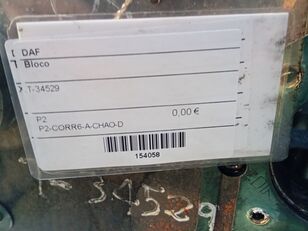 DAF
Bloco
T-34529
P2
0,00 €
P2-CORR6-A-CHAO-D
154058
34529